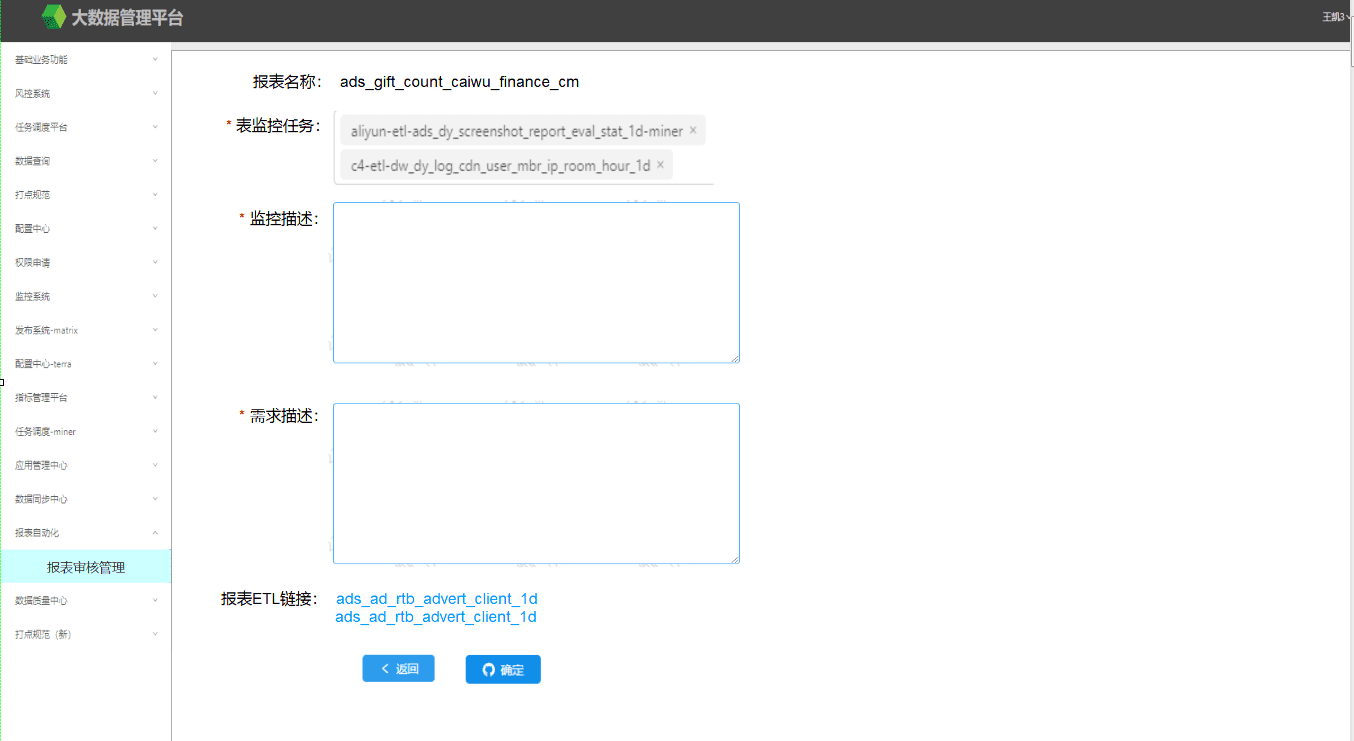 大数据管理平台
王凯3
基础业务功能
风控系统
任务调度平台
数据查询
打点规范
配置中心
权限申请
监控系统
发布系统-matrix
配置中心-terra
指标管理平台
任务调度-miner
应用管理中心
数据同步中心
报表自动化
报表审核管理
数据质量中心
打点规范（新）
报表名称： ads_gift_count_caiwu_finance_cm
* 表监控任务： aliyun-etl-ads_dy_screenshot_report_eval_stat_1d-miner ×
c4-etl-dw_dy_log_cdn_user_mbr_ip_room_hour_1d ×
* 监控描述：
* 需求描述：
报表ETL链接： ads_ad_rtb_advert_client_1d
ads_ad_rtb_advert_client_1d
返回 确定